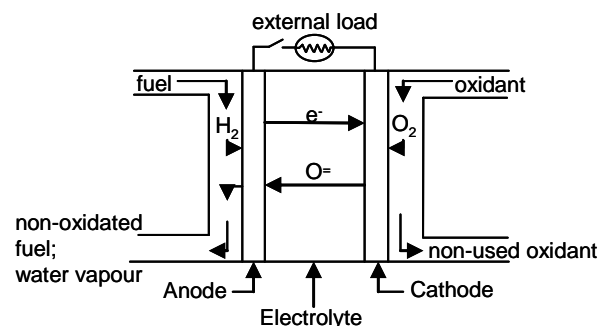 external load
fuel
oxidant
H2
e-
O2
O=
non-oxidated
fuel;
water vapour
non-used oxidant
Anode
Cathode
Electrolyte